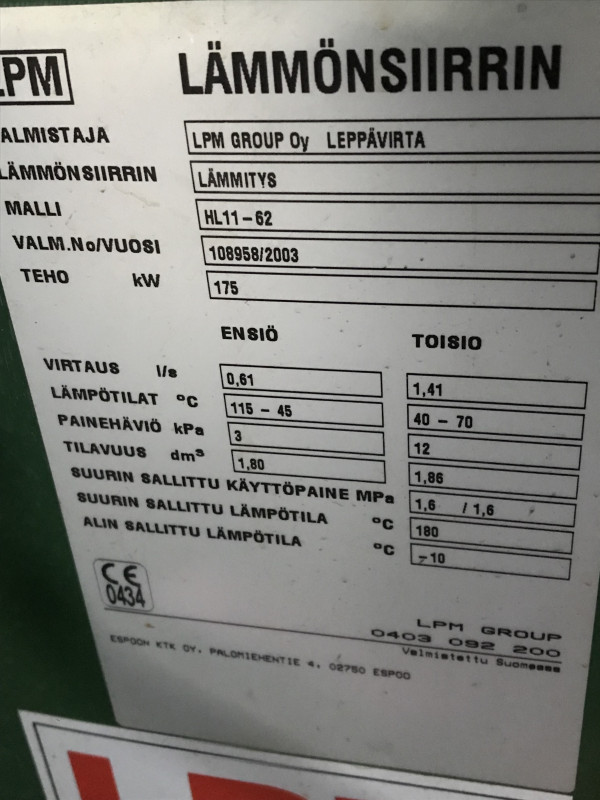 LPM LÄMMÖNSIIRRIN
ALMISTAJA LPM GROUP Oy LEPPÄVIRTA
LÄMMÖNSIIRRIN LÄMMITYS
MALLI HL11-62
VALM.No/VUOSI 108958/2003
TEHO kW 175
ENSIÖ TOISIO
VIRTAUS l/s 0,61 1,41
LÄMPÖTILAT °C 115 - 45 40 - 70
PAINEHÄVIÖ kPa 3 12
TILAVUUS dm³ 1,80 1,86
SUURIN SALLITTU KÄYTTÖPAINE MPa 1,6 / 1,6
SUURIN SALLITTU LÄMPÖTILA °C 180
ALIN SALLITTU LÄMPÖTILA °C -10
CE
0434
LPM GROUP
0403 092 200
Valmistettu Suomessa
ESPOON KTK OY, PALOMIEHENTIE 4, 02750 ESPOO